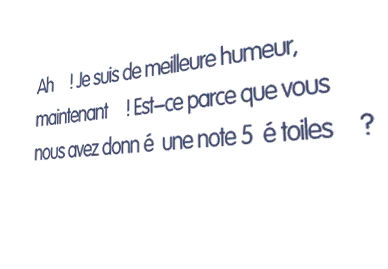 Ah ! Je suis de meilleure humeur,
maintenant ! Est-ce parce que vous
nous avez donn é une note 5 é toiles ?